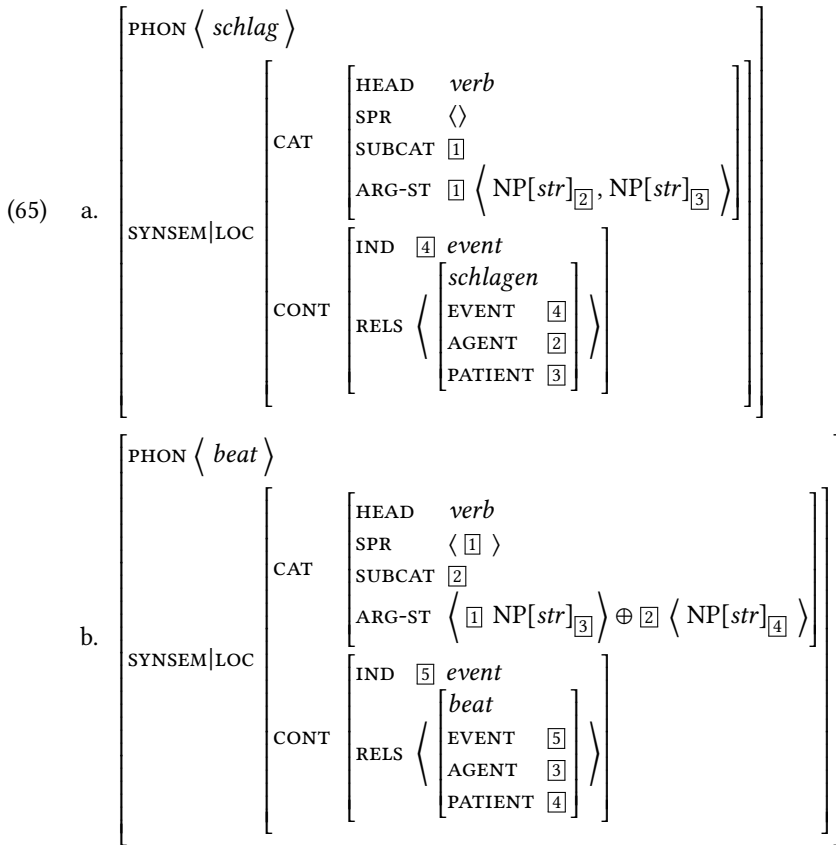 (65) a.
PHON ⟨ schlag ⟩
SYNSEM|LOC
CAT
HEAD verb
SPR ⟨⟩
SUBCAT 1
ARG-ST 1 ⟨ NP[str]2, NP[str]3 ⟩
CONT
IND 4 event
RELS ⟨
schlagen
EVENT 4
AGENT 2
PATIENT 3
⟩
b.
PHON ⟨ beat ⟩
SYNSEM|LOC
CAT
HEAD verb
SPR ⟨ 1 ⟩
SUBCAT 2
ARG-ST ⟨ 1 NP[str]3 ⟩ ⊕ 2 ⟨ NP[str]4 ⟩
CONT
IND 5 event
RELS ⟨
beat
EVENT 5
AGENT 3
PATIENT 4
⟩